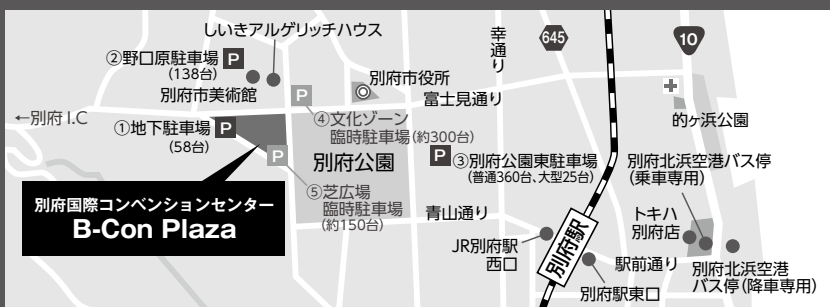 しいきアルゲリッチハウス
②野口原駐車場 P
(138台)
別府市美術館
←別府I.C
①地下駐車場 P
(58台)
P
④文化ゾーン
臨時駐車場(約300台)
別府市役所
富士見通り
幸通り
645
10
的ヶ浜公園
別府公園
P ③別府公園東駐車場
(普通360台、大型25台)
P
⑤芝広場
臨時駐車場
(約150台)
青山通り
別府国際コンベンションセンター
B-Con Plaza
JR別府駅
西口
別府駅
別府駅東口
駅前通り
別府北浜空港バス停
(乗車専用)
トキハ
別府店
別府北浜空港
バス停(降車専用)